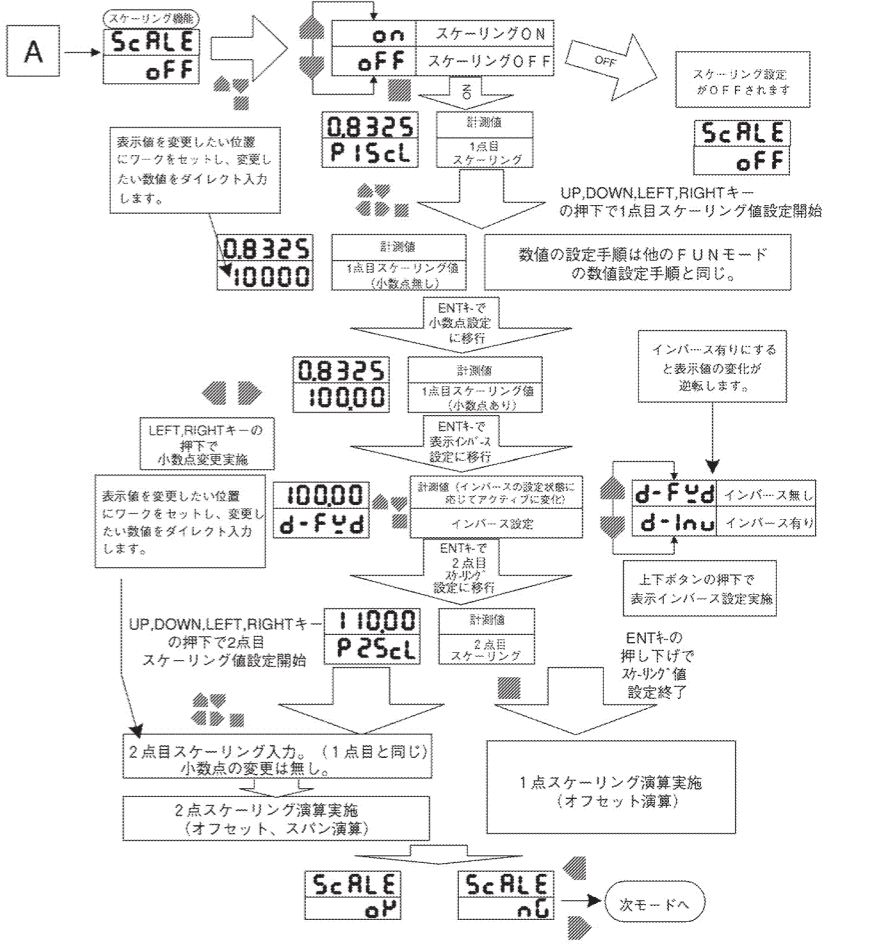 スケーリング機能
A
ScALE
oFF
on
スケーリングON
oFF
スケーリングOFF
OFF
スケーリング設定
がOFFされます
ON
0.8325
P1ScL
計測値
1点目
スケーリング
ScALE
oFF
表示値を変更したい位置
にワークをセットし、変更
したい数値をダイレクト入力
します。
UP,DOWN,LEFT,RIGHTキー
の押下で1点目スケーリング値設定開始
0.8325
10000
計測値
1点目スケーリング値
(小数点無し)
数値の設定手順は他のFUNモード
の数値設定手順と同じ。
ENTキーで
小数点設定
に移行
0.8325
100.00
計測値
1点目スケーリング値
(小数点あり)
インバース有りにする
と表示値の変化が
逆転します。
LEFT,RIGHTキーの
押下で
小数点変更実施
ENTキーで
表示インバース
設定に移行
表示値を変更したい位置
にワークをセットし、変更し
たい数値をダイレクト入力
します。
100.00
d-Fyd
計測値(インバースの設定状態に
応じてアクティブに変化)
インバース設定
d-Fyd
インバース無し
d-Inv
インバース有り
ENTキーで
2点目
スケーリング
設定に移行
上下ボタンの押下で
表示インバース設定実施
UP,DOWN,LEFT,RIGHTキー
の押下で2点目
スケーリング値設定開始
110.00
P2ScL
計測値
2点目
スケーリング
ENTキーの
押し下げで
スケーリング値
設定終了
2点目スケーリング入力。(1点目と同じ)
小数点の変更は無し。
1点スケーリング演算実施
(オフセット演算)
2点スケーリング演算実施
(オフセット、スパン演算)
ScALE
oK
ScALE
nG
次モードへ